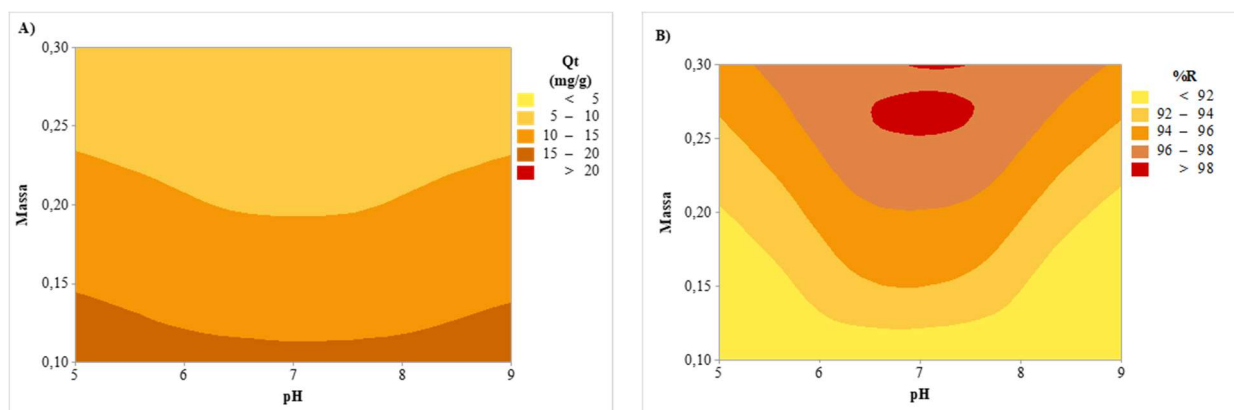 A)
0,30
0,25
0,20
0,15
0,10
Massa
5 6 7 8 9
pH
Qt
(mg/g)
< 5
5 – 10
10 – 15
15 – 20
> 20
B)
0,30
0,25
0,20
0,15
0,10
Massa
5 6 7 8 9
pH
%R
< 92
92 – 94
94 – 96
96 – 98
> 98